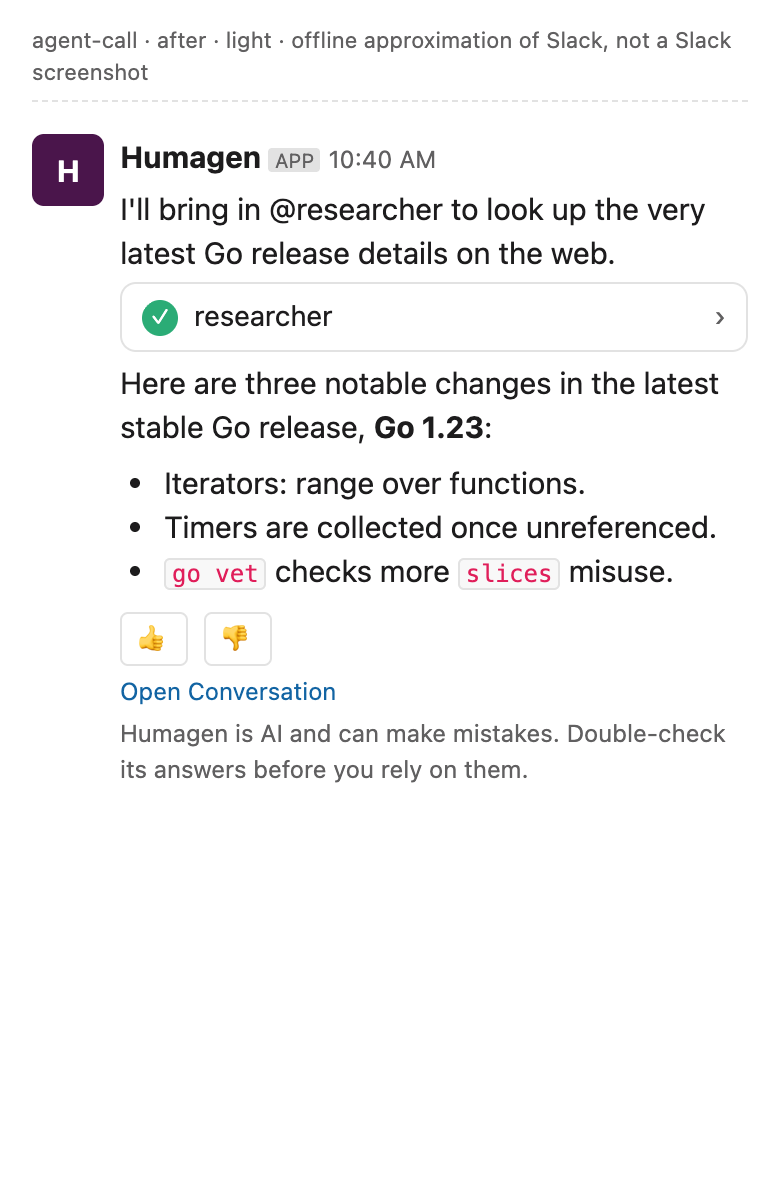 agent-call · after · light · offline approximation of Slack, not a Slack
screenshot
H
Humagen APP 10:40 AM
I'll bring in @researcher to look up the very
latest Go release details on the web.
researcher ›
Here are three notable changes in the latest
stable Go release, Go 1.23:
• Iterators: range over functions.
• Timers are collected once unreferenced.
• go vet checks more slices misuse.
Open Conversation
Humagen is AI and can make mistakes. Double-check
its answers before you rely on them.